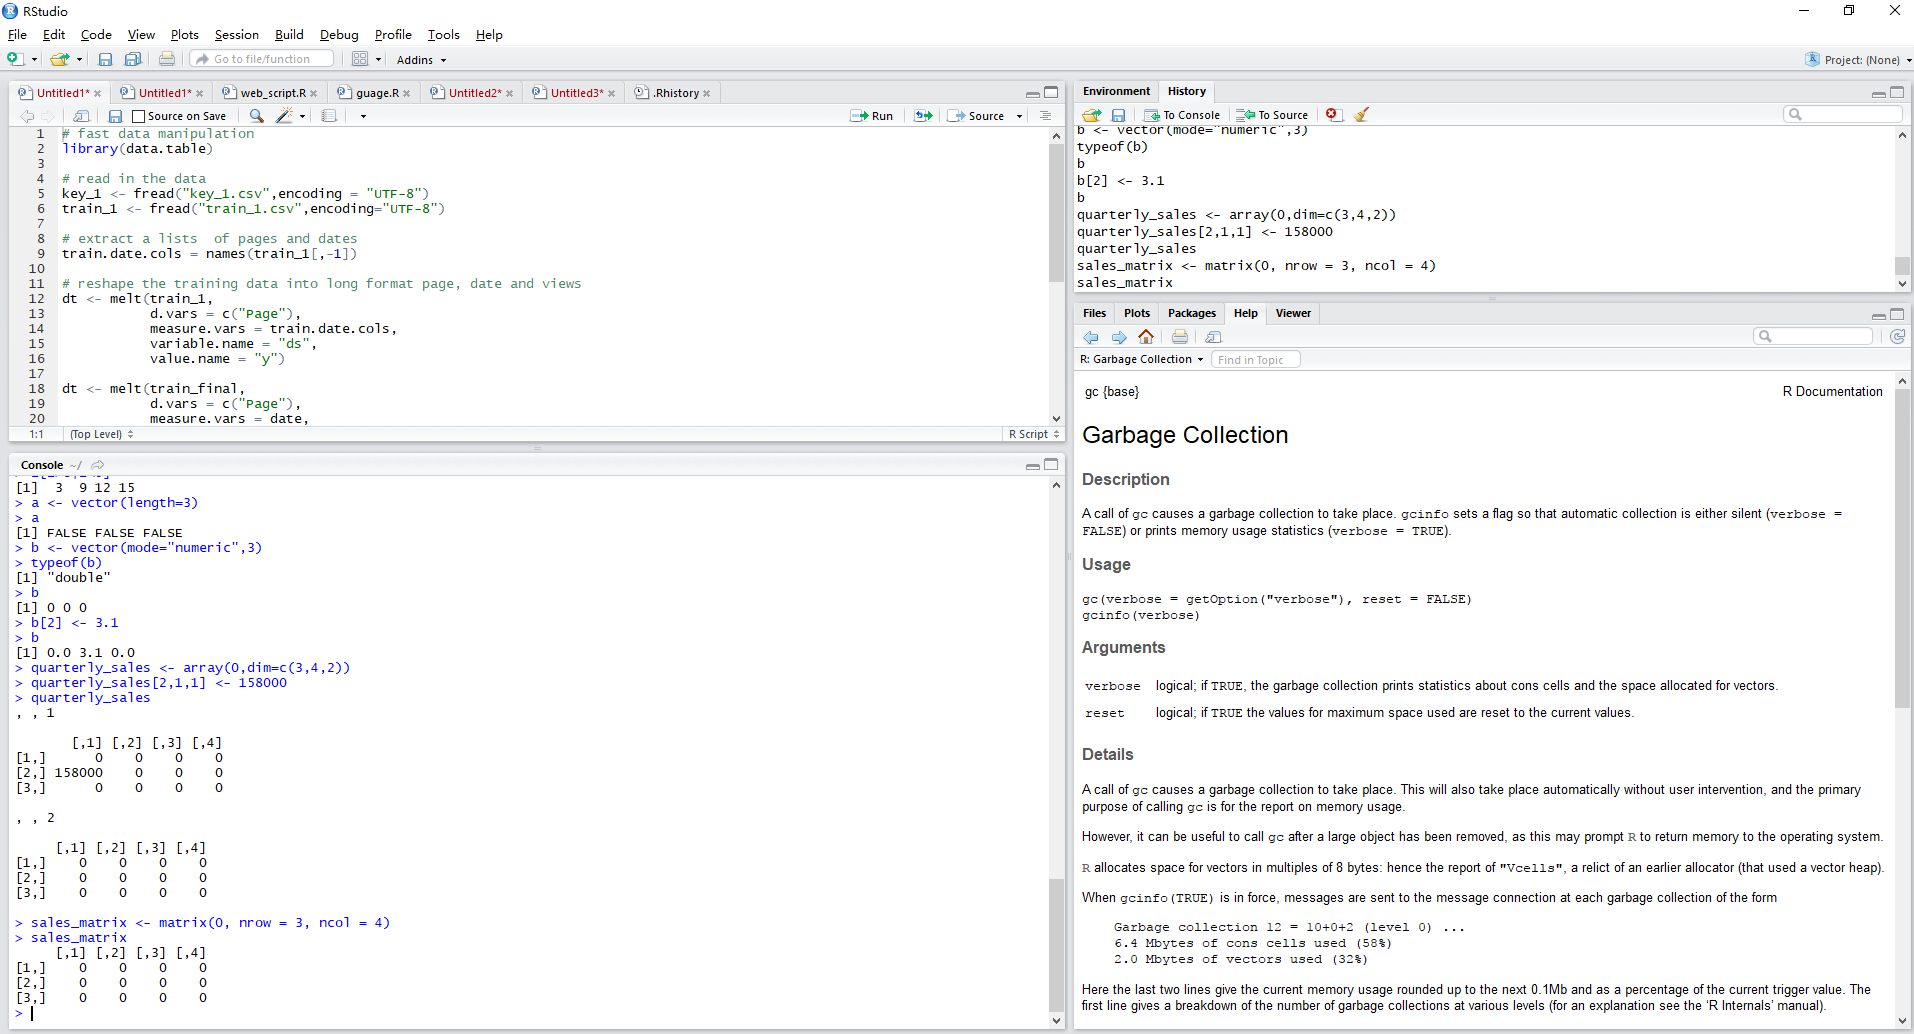 RStudio
File Edit Code View Plots Session Build Debug Profile Tools Help
Go to file/function Addins Project: (None)
Untitled1* Untitled1* web_script.R guage.R Untitled2* Untitled3* .Rhistory
Source on Save Run Source
1 # fast data manipulation
2 library(data.table)
3
4 # read in the data
5 key_1 <- fread("key_1.csv",encoding = "UTF-8")
6 train_1 <- fread("train_1.csv",encoding="UTF-8")
7
8 # extract a lists  of pages and dates
9 train.date.cols = names(train_1[,-1])
10
11 # reshape the training data into long format page, date and views
12 dt <- melt(train_1,
13 d.vars = c("Page"),
14 measure.vars = train.date.cols,
15 variable.name = "ds",
16 value.name = "y")
17
18 dt <- melt(train_final,
19 d.vars = c("Page"),
20 measure.vars = date,
1:1 (Top Level) R Script
Console ~/
[1]  3  9 12 15
> a <- vector(length=3)
> a
[1] FALSE FALSE FALSE
> b <- vector(mode="numeric",3)
> typeof(b)
[1] "double"
> b
[1] 0 0 0
> b[2] <- 3.1
> b
[1] 0.0 3.1 0.0
> quarterly_sales <- array(0,dim=c(3,4,2))
> quarterly_sales[2,1,1] <- 158000
> quarterly_sales
, , 1
[,1] [,2] [,3] [,4]
[1,] 0 0 0 0
[2,] 158000 0 0 0
[3,] 0 0 0 0
, , 2
[,1] [,2] [,3] [,4]
[1,] 0 0 0 0
[2,] 0 0 0 0
[3,] 0 0 0 0
> sales_matrix <- matrix(0, nrow = 3, ncol = 4)
> sales_matrix
[,1] [,2] [,3] [,4]
[1,] 0 0 0 0
[2,] 0 0 0 0
[3,] 0 0 0 0
>
Environment History
To Console To Source
b <- vector(mode="numeric",3)
typeof(b)
b
b[2] <- 3.1
b
quarterly_sales <- array(0,dim=c(3,4,2))
quarterly_sales[2,1,1] <- 158000
quarterly_sales
sales_matrix <- matrix(0, nrow = 3, ncol = 4)
sales_matrix
Files Plots Packages Help Viewer
R: Garbage Collection Find in Topic
gc {base} R Documentation
Garbage Collection
Description
A call of gc causes a garbage collection to take place. gcinfo sets a flag so that automatic collection is either silent (verbose =
FALSE) or prints memory usage statistics (verbose = TRUE).
Usage
gc(verbose = getOption("verbose"), reset = FALSE)
gcinfo(verbose)
Arguments
verbose logical; if TRUE, the garbage collection prints statistics about cons cells and the space allocated for vectors.
reset logical; if TRUE the values for maximum space used are reset to the current values.
Details
A call of gc causes a garbage collection to take place. This will also take place automatically without user intervention, and the primary
purpose of calling gc is for the report on memory usage.
However, it can be useful to call gc after a large object has been removed, as this may prompt R to return memory to the operating system.
R allocates space for vectors in multiples of 8 bytes: hence the report of "Vcells", a relict of an earlier allocator (that used a vector heap).
When gcinfo(TRUE) is in force, messages are sent to the message connection at each garbage collection of the form
Garbage collection 12 = 10+0+2 (level 0) ...
6.4 Mbytes of cons cells used (58%)
2.0 Mbytes of vectors used (32%)
Here the last two lines give the current memory usage rounded up to the next 0.1Mb and as a percentage of the current trigger value. The
first line gives a breakdown of the number of garbage collections at various levels (for an explanation see the ‘R Internals’ manual).